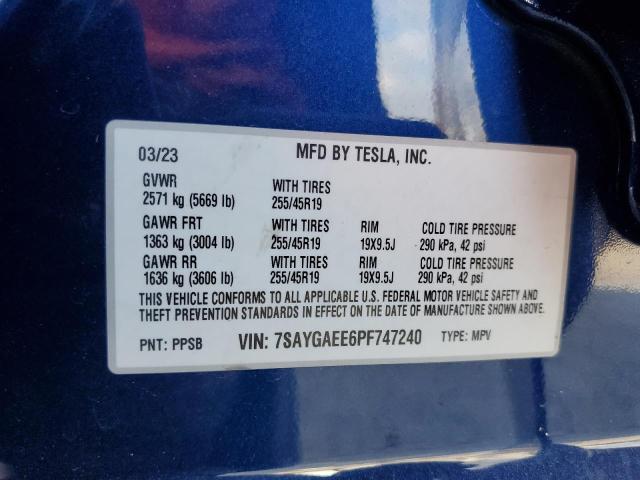 03/23 MFD BY TESLA, INC.
GVWR WITH TIRES
2571 kg (5669 lb) 255/45R19
GAWR FRT WITH TIRES RIM COLD TIRE PRESSURE
1363 kg (3004 lb) 255/45R19 19X9.5J 290 kPa, 42 psi
GAWR RR WITH TIRES RIM COLD TIRE PRESSURE
1636 kg (3606 lb) 255/45R19 19X9.5J 290 kPa, 42 psi
THIS VEHICLE CONFORMS TO ALL APPLICABLE U.S. FEDERAL MOTOR VEHICLE SAFETY AND
THEFT PREVENTION STANDARDS IN EFFECT ON THE DATE OF MANUFACTURE SHOWN ABOVE.
PNT: PPSB VIN: 7SAYGAEE6PF747240 TYPE: MPV